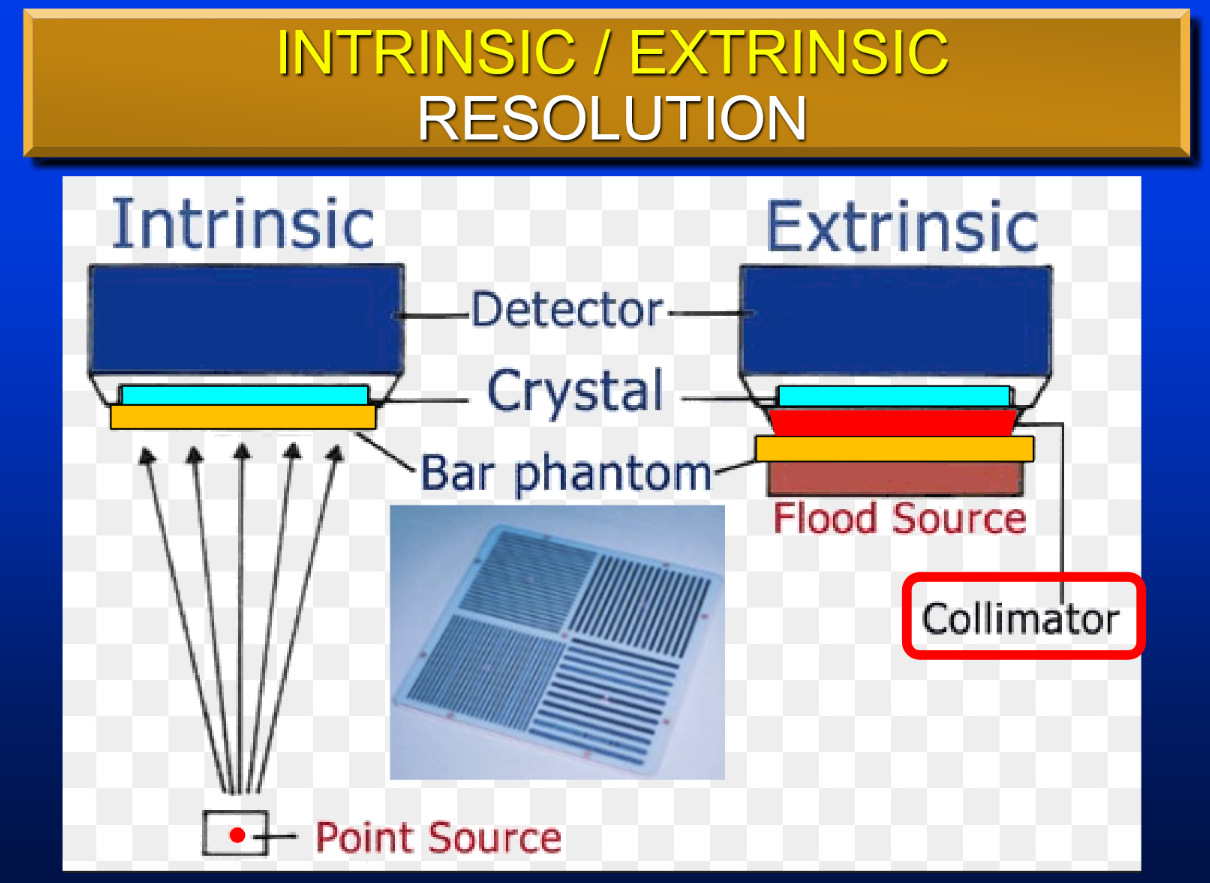 INTRINSIC / EXTRINSIC
RESOLUTION
Intrinsic
Extrinsic
Detector
Crystal
Bar phantom
Flood Source
Collimator
Point Source